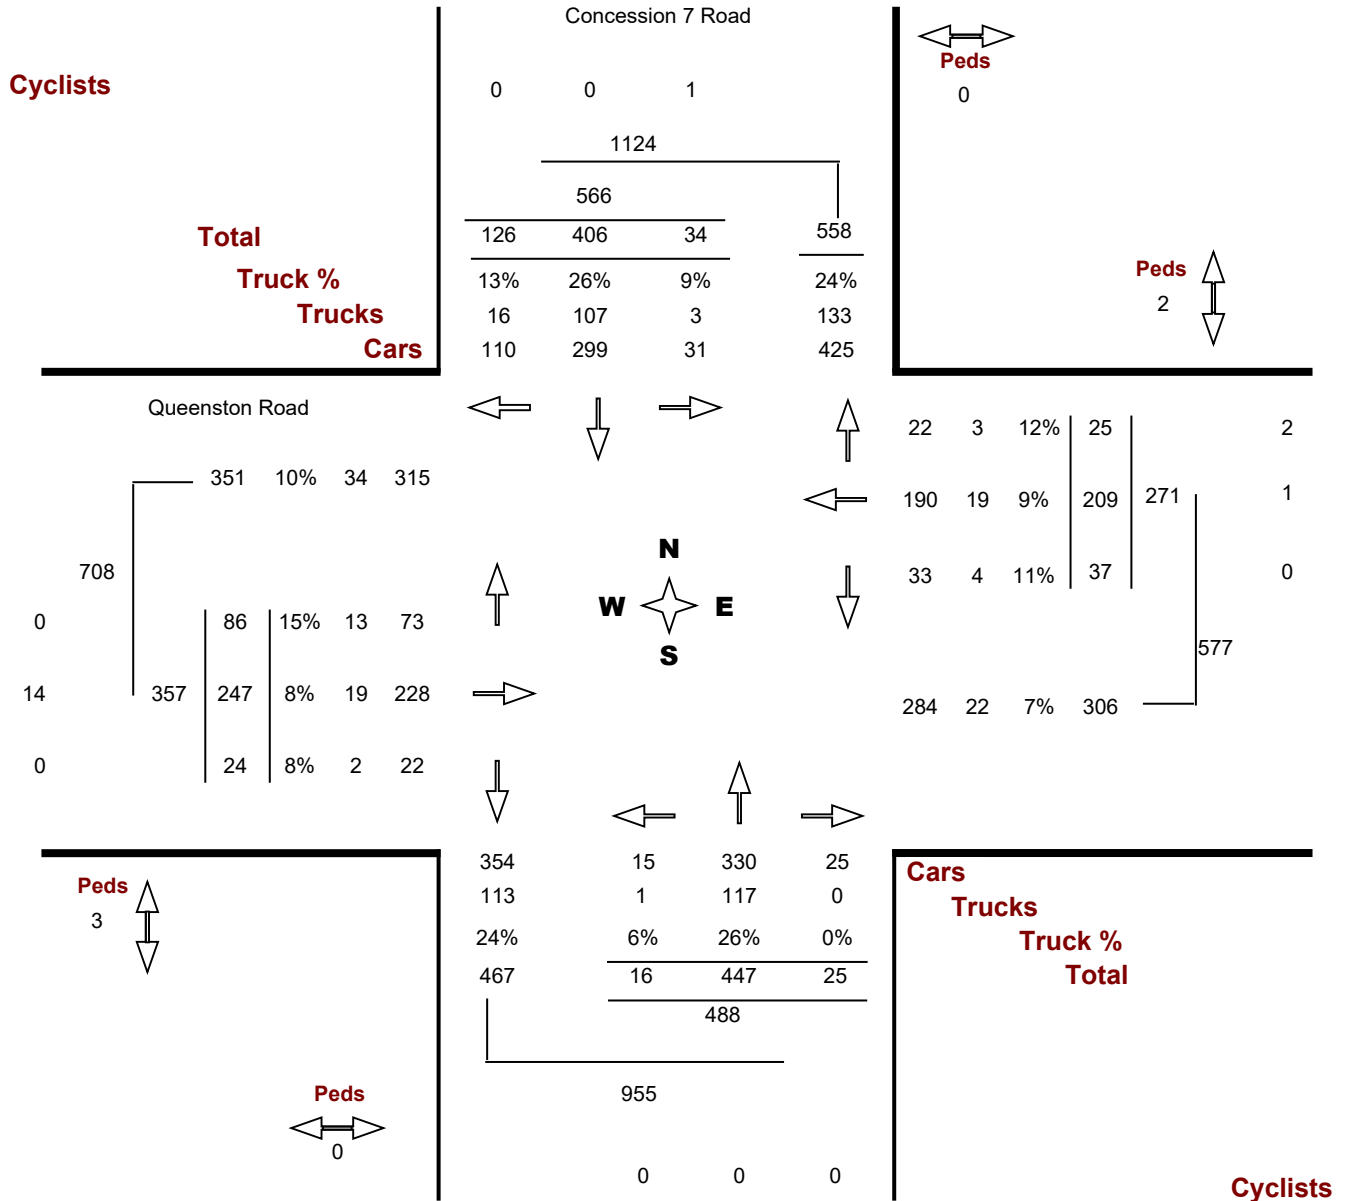 Concession 7 Road
Peds
0
Cyclists
0 0 1
1124
566
Total 126 406 34 558
Truck % 13% 26% 9% 24%
Trucks 16 107 3 133
Cars 110 299 31 425
Peds
2
Queenston Road
22 3 12% 25 2
351 10% 34 315
190 19 9% 209 271 1
N
708
33 4 11% 37 0
W E
0 86 15% 13 73
S
577
14 357 247 8% 19 228
284 22 7% 306
0 24 8% 2 22
354 15 330 25 Cars
113 1 117 0 Trucks
24% 6% 26% 0% Truck %
467 16 447 25 Total
488
Peds
3
955
Peds
0
0 0 0
Cyclists